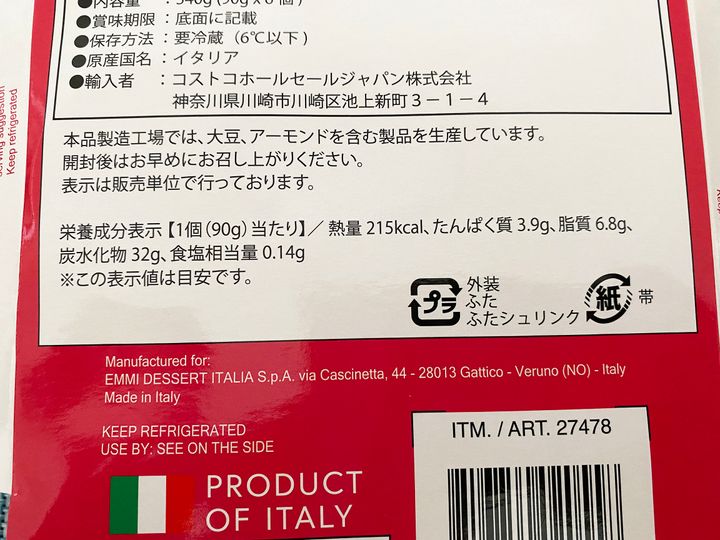 ●内容量 : 540g(90g x 6個)
●賞味期限 : 底面に記載
●保存方法 : 要冷蔵(6℃以下)
●原産国名 : イタリア
●輸入者 : コストコホールセールジャパン株式会社
神奈川県川崎市川崎区池上新町3-1-4
本品製造工場では、大豆、アーモンドを含む製品を生産しています。
開封後はお早めにお召し上がりください。
表示は販売単位で行っております。
栄養成分表示【1個(90g)当たり】/ 熱量 215kcal、たんぱく質 3.9g、脂質 6.8g、
炭水化物 32g、食塩相当量 0.14g
※この表示値は目安です。
プラ
外装
ふた
ふたシュリンク
紙
帯
Manufactured for:
EMMI DESSERT ITALIA S.p.A. via Cascinetta, 44 - 28013 Gattico - Veruno (NO) - Italy
Made in Italy
KEEP REFRIGERATED
USE BY: SEE ON THE SIDE
PRODUCT
OF ITALY
ITM. / ART. 27478
Keep refrigerated